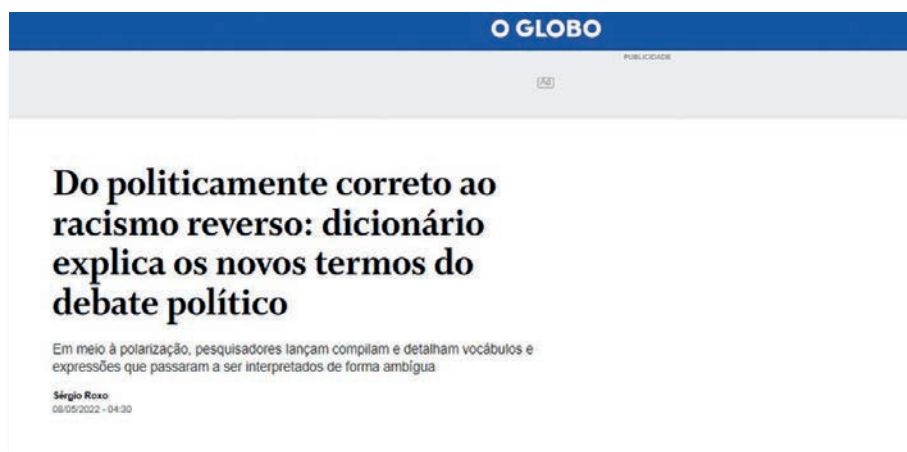 O GLOBO
PUBLICIDADE
Ad
Do politicamente correto ao
racismo reverso: dicionário
explica os novos termos do
debate político
Em meio à polarização, pesquisadores lançam compilam e detalham vocábulos e
expressões que passaram a ser interpretados de forma ambígua
Sérgio Roxo
08/05/2022 - 04:30